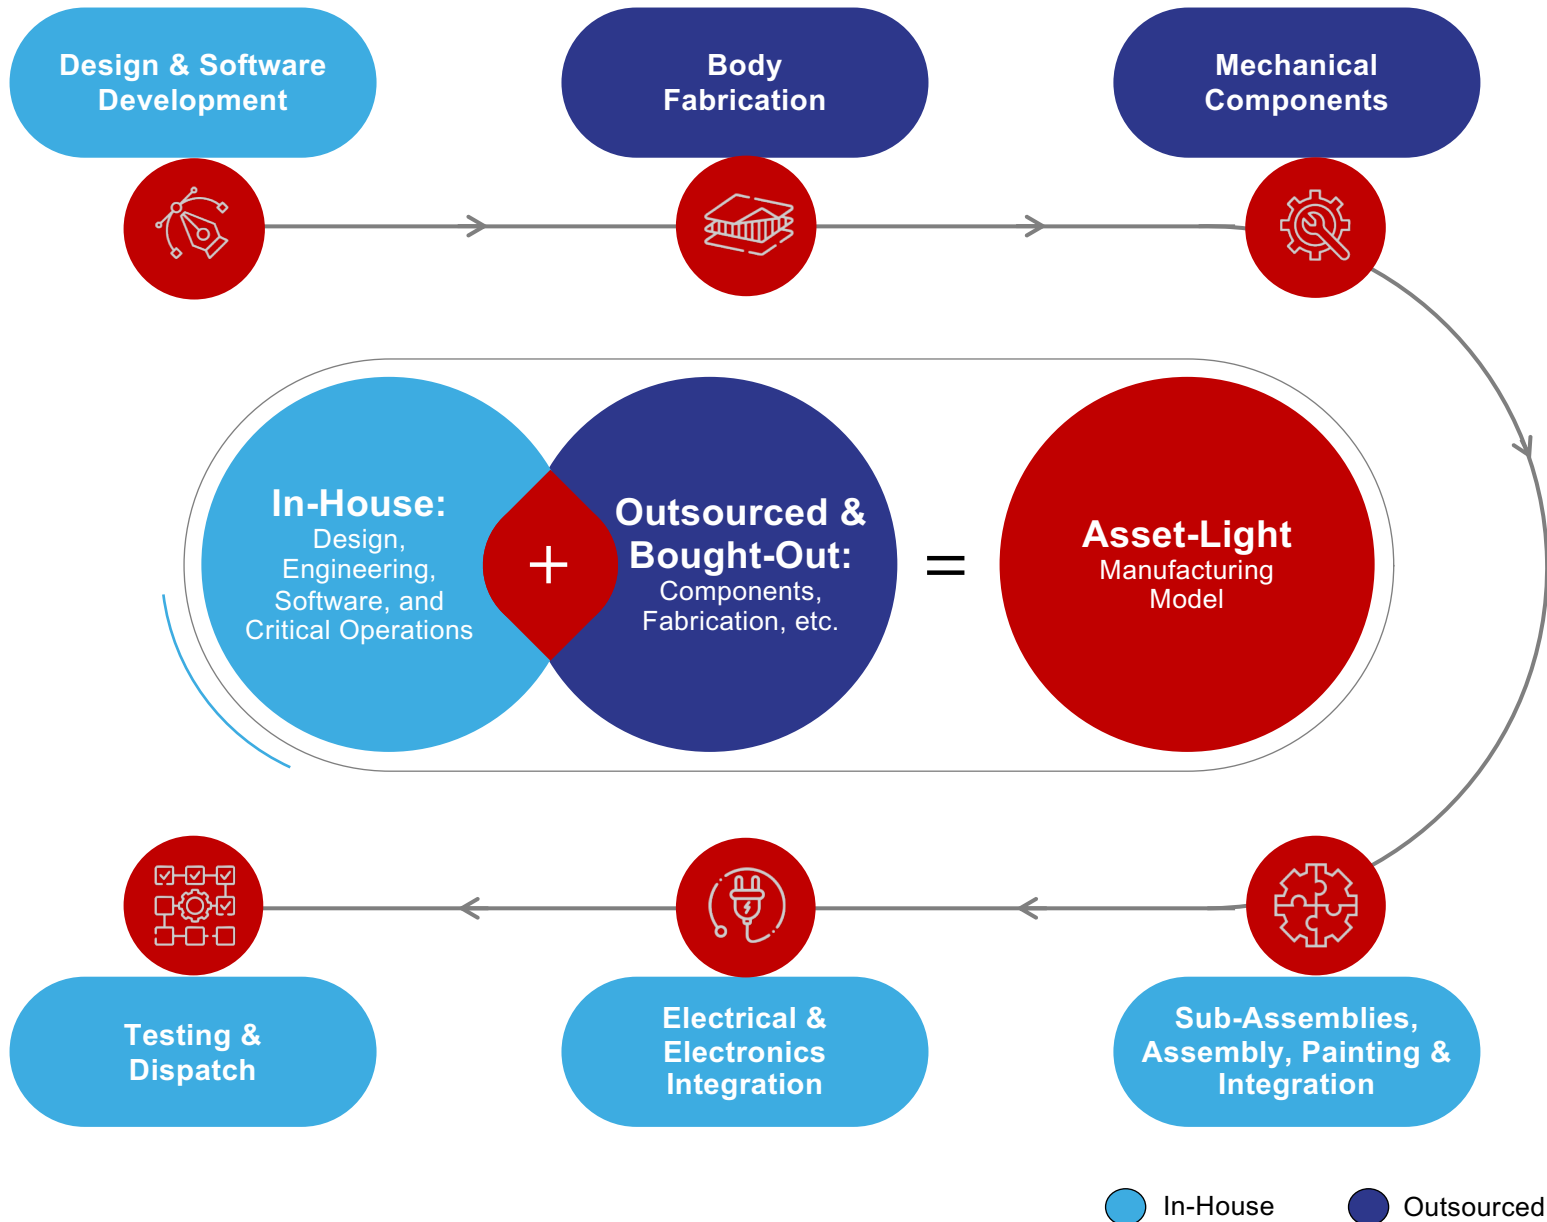 Design & Software
Development
Body
Fabrication
Mechanical
Components
In-House:
Design,
Engineering,
Software, and
Critical Operations
+
Outsourced &
Bought-Out:
Components,
Fabrication, etc.
=
Asset-Light
Manufacturing
Model
Testing &
Dispatch
Electrical &
Electronics
Integration
Sub-Assemblies,
Assembly, Painting &
Integration
In-House
Outsourced